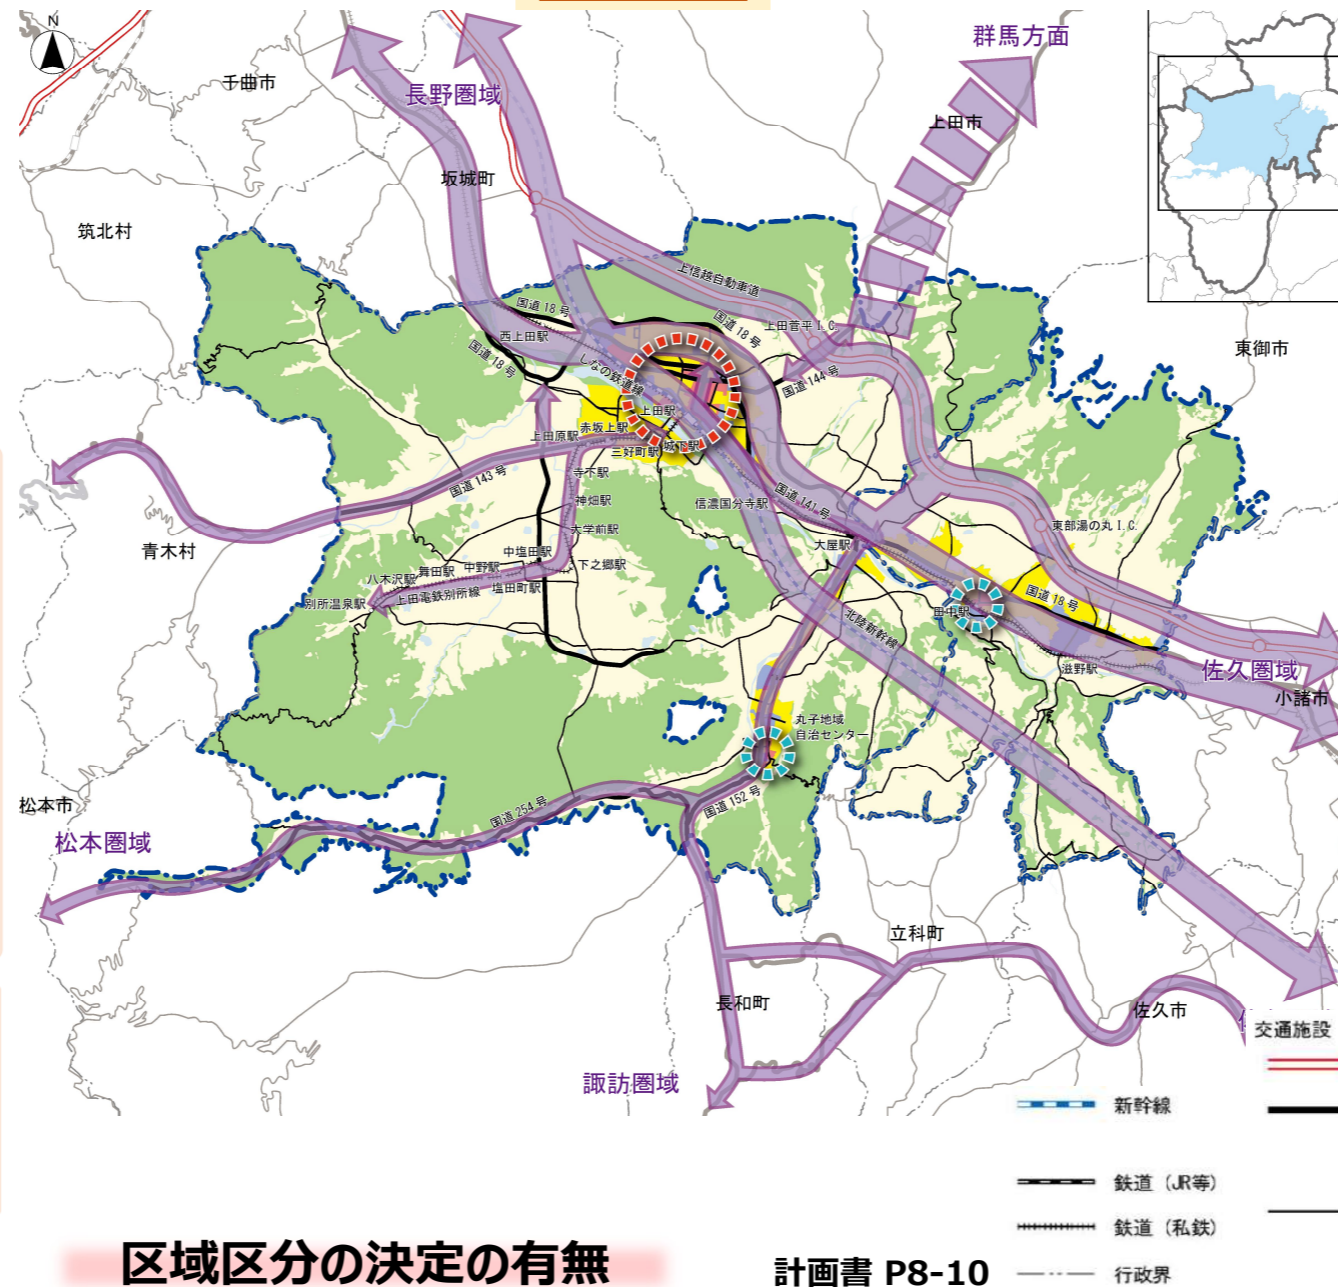 N
群馬方面
千曲市
長野圏域
上田市
坂城町
筑北村
上信越自動車道
国道18号
国道18号
上田菅平I.C.
西上田駅
国道18号
しなの鉄道線
国道144号
東御市
上田駅
上田原駅
赤坂上駅
三好町駅
城下駅
国道143号
寺下駅
信濃国分寺駅
国道141号
神畑駅
東部湯の丸I.C.
大学前駅
青木村
大屋駅
中塩田駅
下之郷駅
八木沢駅
舞田駅
中野駅
塩田町駅
別所温泉駅
上田電鉄別所線
田中駅
国道18号
北陸新幹線
滋野駅
佐久圏域
小諸市
丸子地域
自治センター
松本市
国道254号
国道152号
松本圏域
立科町
長和町
佐久市
交通施設
諏訪圏域
新幹線
鉄道（JR等）
鉄道（私鉄）
行政界
区域区分の決定の有無
計画書 P8-10